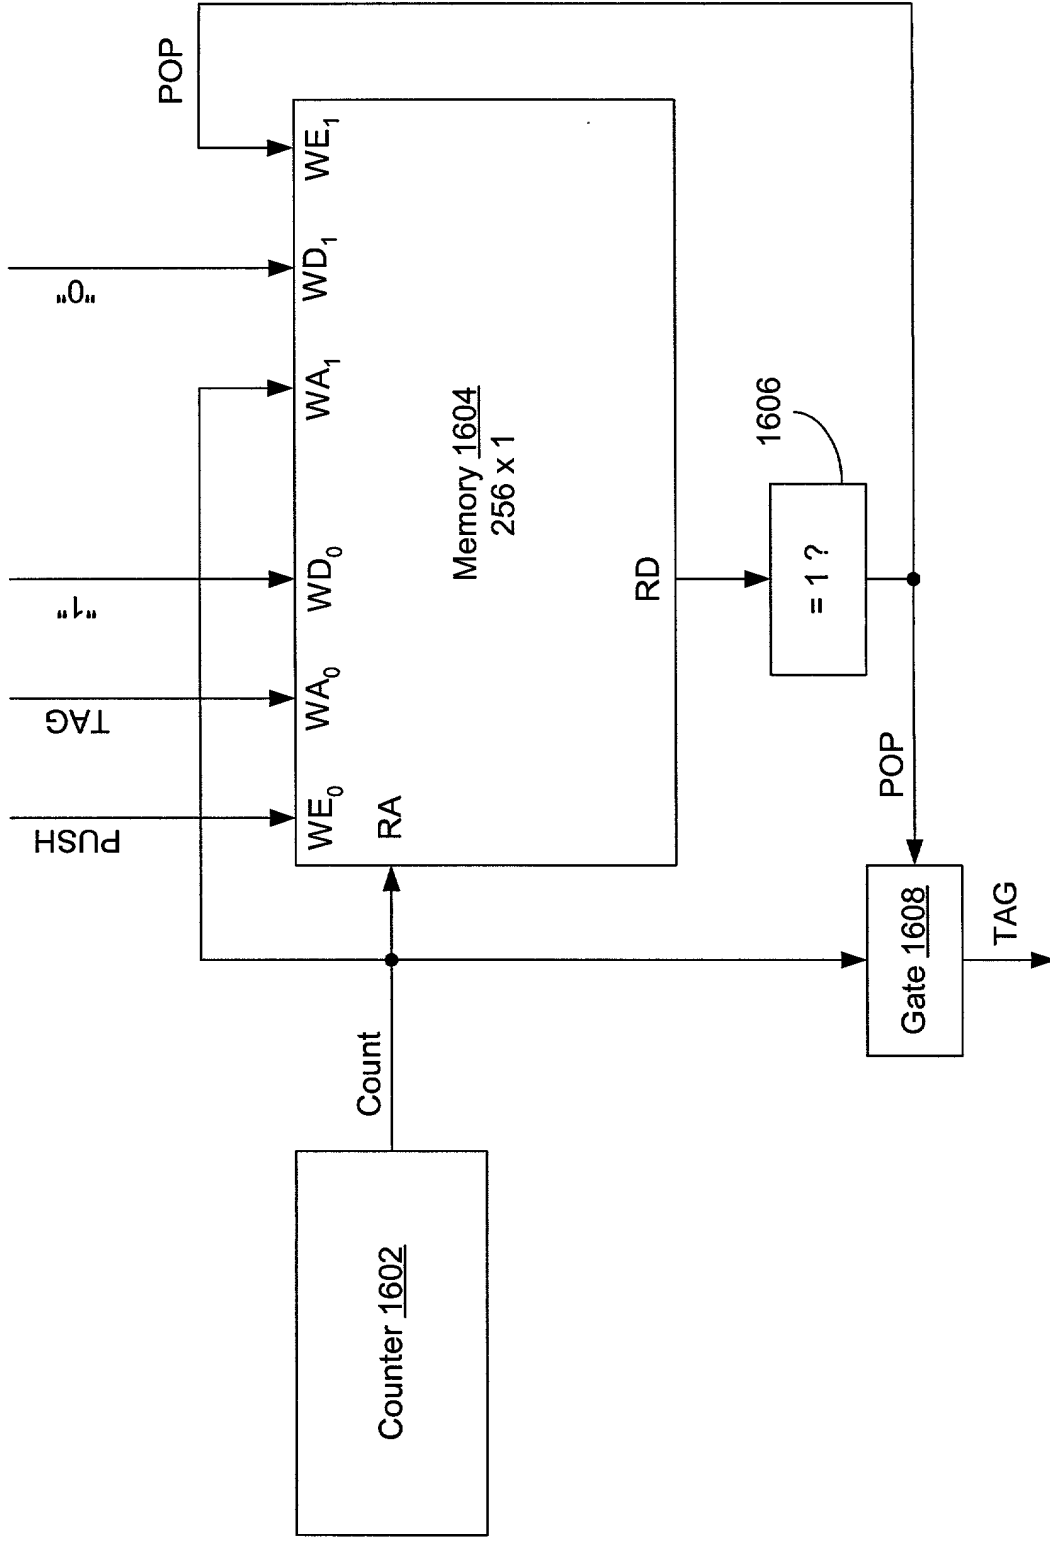 POP
"0"
"1"
TAG
PUSH
WE1
WD1
WA1
WD0
WA0
WE0
RA
Memory 1604
256 x 1
RD
1606
= 1 ?
POP
Count
Counter 1602
Gate 1608
TAG